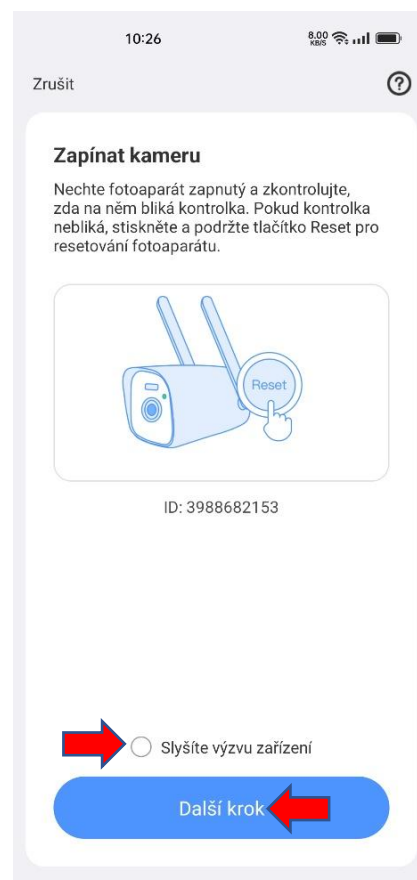 10:26
8.00
KB/S
Zrušit
?
Zapínat kameru
Nechte fotoaparát zapnutý a zkontrolujte,
zda na něm bliká kontrolka. Pokud kontrolka
nebliká, stiskněte a podržte tlačítko Reset pro
resetování fotoaparátu.
Reset
ID: 3988682153
Slyšíte výzvu zařízení
Další krok